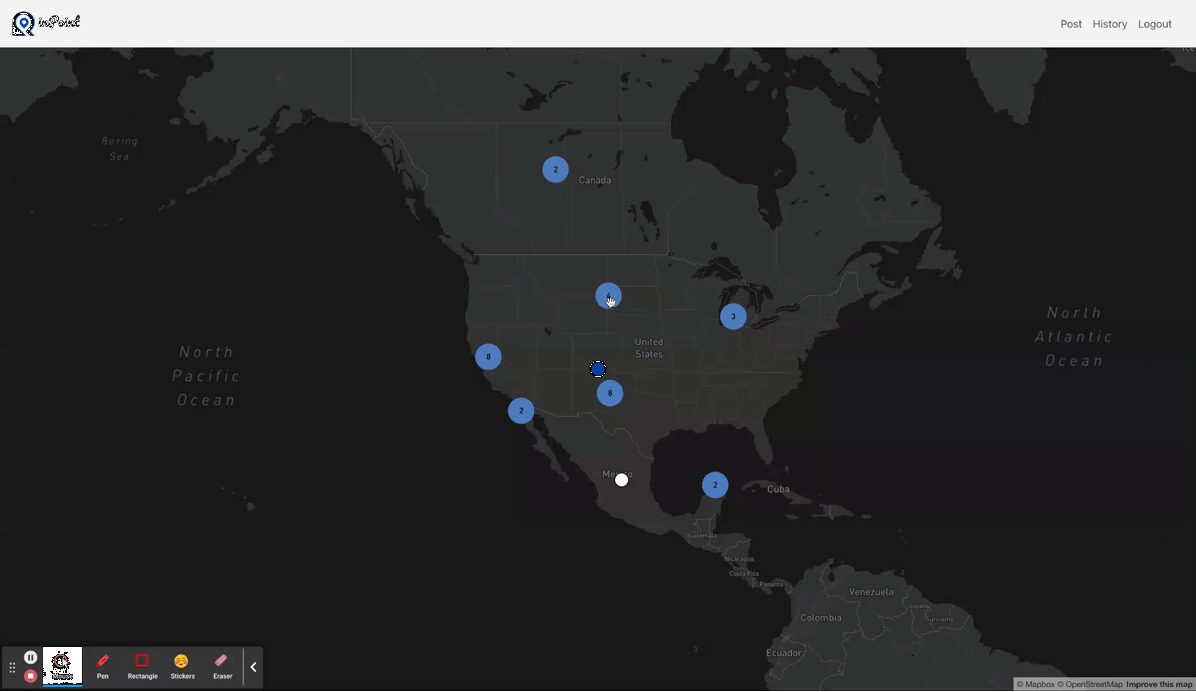 inPoint
Post History Logout
Bering
Sea
2
Canada
3
North
Atlantic
Ocean
United
States
North
Pacific
Ocean
8
8
2
Mexico
2
Cuba
Guatemala
Nicaragua
Costa Rica
Panama
Venezuela
Guyana
Suriname
Colombia
Ecuador
Pen Rectangle Stickers Eraser
© Mapbox © OpenStreetMap Improve this map